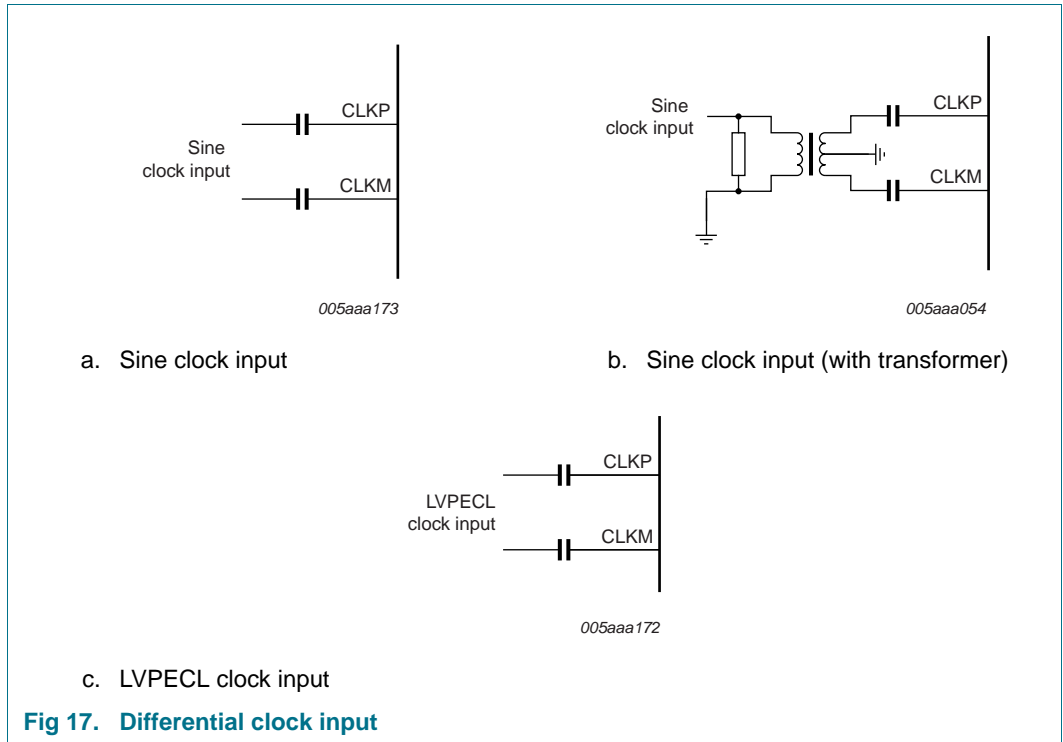 Sine
clock input
CLKP
CLKM
005aaa173
a. Sine clock input
Sine
clock input
CLKP
CLKM
005aaa054
b. Sine clock input (with transformer)
LVPECL
clock input
CLKP
CLKM
005aaa172
c. LVPECL clock input
Fig 17. Differential clock input